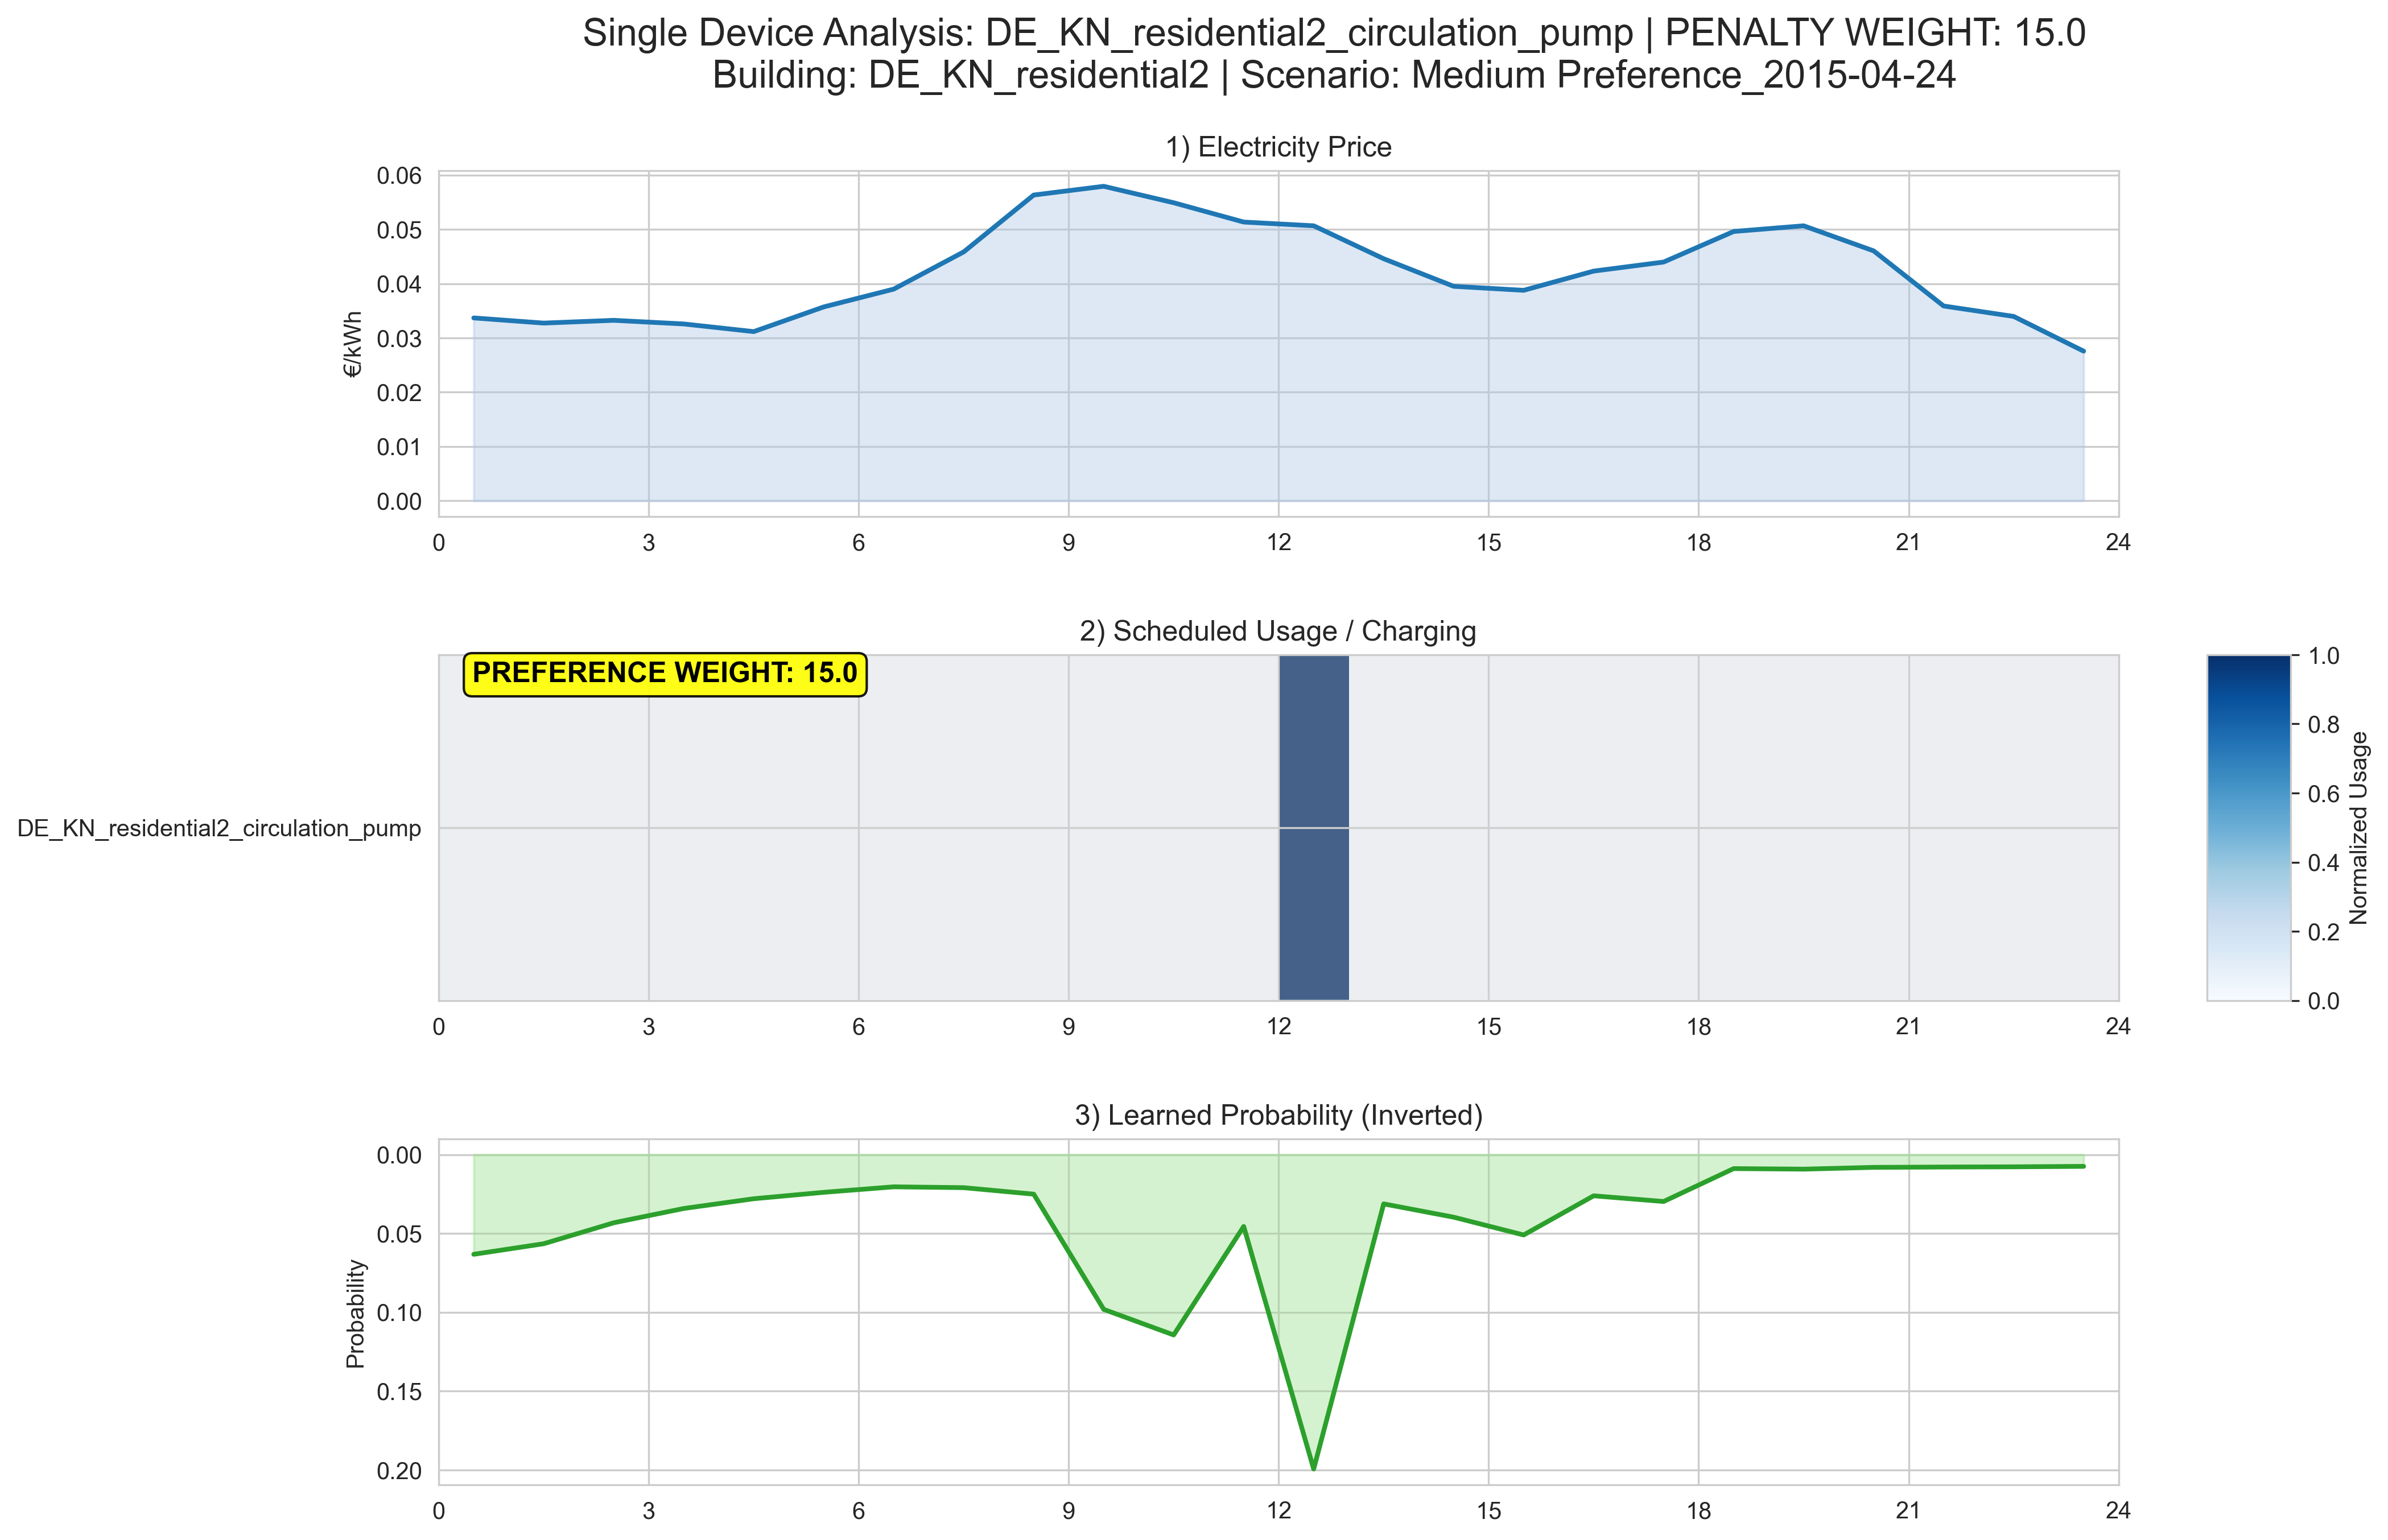 Single Device Analysis: DE_KN_residential2_circulation_pump | PENALTY WEIGHT: 15.0
Building: DE_KN_residential2 | Scenario: Medium Preference_2015-04-24
1) Electricity Price
€/kWh
0.06
0.05
0.04
0.03
0.02
0.01
0.00
0 3 6 9 12 15 18 21 24
2) Scheduled Usage / Charging
PREFERENCE WEIGHT: 15.0
DE_KN_residential2_circulation_pump
0 3 6 9 12 15 18 21 24
1.0
0.8
0.6
0.4
0.2
0.0
Normalized Usage
3) Learned Probability (Inverted)
Probability
0.00
0.05
0.10
0.15
0.20
0 3 6 9 12 15 18 21 24